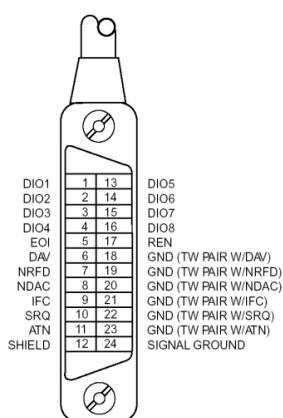 DIO1 1 13 DIO5
DIO2 2 14 DIO6
DIO3 3 15 DIO7
DIO4 4 16 DIO8
EOI 5 17 REN
DAV 6 18 GND (TW PAIR W/DAV)
NRFD 7 19 GND (TW PAIR W/NRFD)
NDAC 8 20 GND (TW PAIR W/NDAC)
IFC 9 21 GND (TW PAIR W/IFC)
SRQ 10 22 GND (TW PAIR W/SRQ)
ATN 11 23 GND (TW PAIR W/ATN)
SHIELD 12 24 SIGNAL GROUND